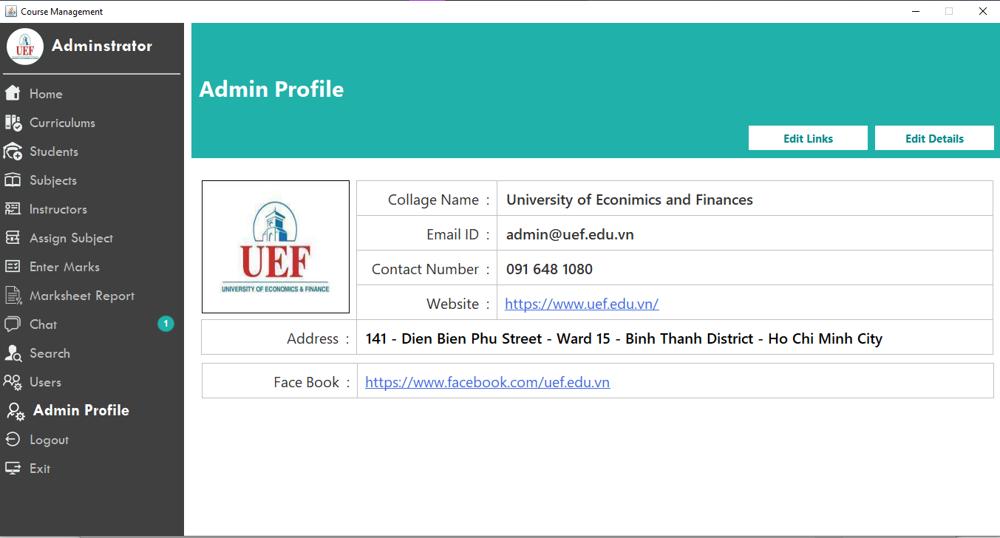 Course Management
UEF
Adminstrator
Home
Curriculums
Students
Subjects
Instructors
Assign Subject
Enter Marks
Marksheet Report
Chat 1
Search
Users
Admin Profile
Logout
Exit
Admin Profile
Edit Links Edit Details
UEF
UNIVERSITY OF ECONOMICS & FINANCE
Collage Name : University of Econimics and Finances
Email ID : admin@uef.edu.vn
Contact Number : 091 648 1080
Website : https://www.uef.edu.vn/
Address : 141 - Dien Bien Phu Street - Ward 15 - Binh Thanh District - Ho Chi Minh City
Face Book : https://www.facebook.com/uef.edu.vn